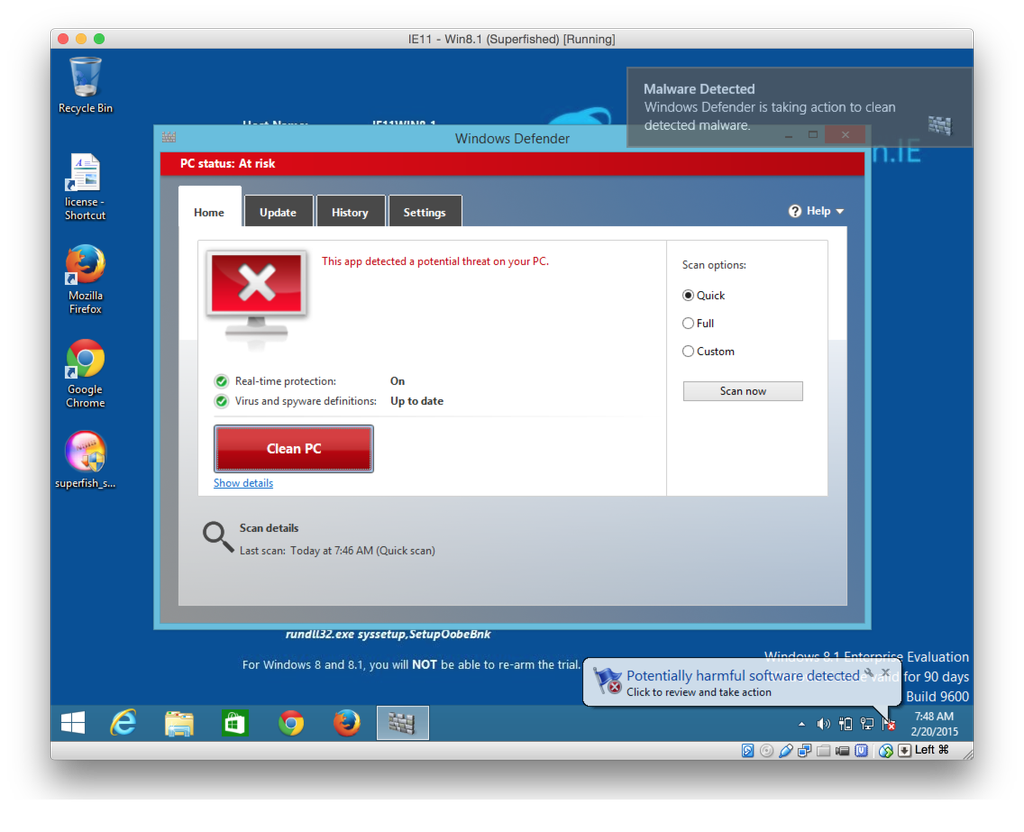 IE11 - Win8.1 (Superfished) [Running]
Recycle Bin
Malware Detected
Windows Defender is taking action to clean
detected malware.
IE11WIN8.1
n.IE
Windows Defender
PC status: At risk
Home
Update
History
Settings
Help
This app detected a potential threat on your PC.
Scan options:
Quick
Full
Custom
Scan now
Real-time protection:
On
Virus and spyware definitions:
Up to date
Clean PC
Show details
Scan details
Last scan: Today at 7:46 AM (Quick scan)
license -
Shortcut
Mozilla
Firefox
Google
Chrome
superfish_s...
rundll32.exe syssetup,SetupOobeBnk
For Windows 8 and 8.1, you will NOT be able to re-arm the trial.
Windows 8.1 Enterprise Evaluation
for 90 days
Build 9600
Potentially harmful software detected
Click to review and take action
7:48 AM
2/20/2015
Left ⌘